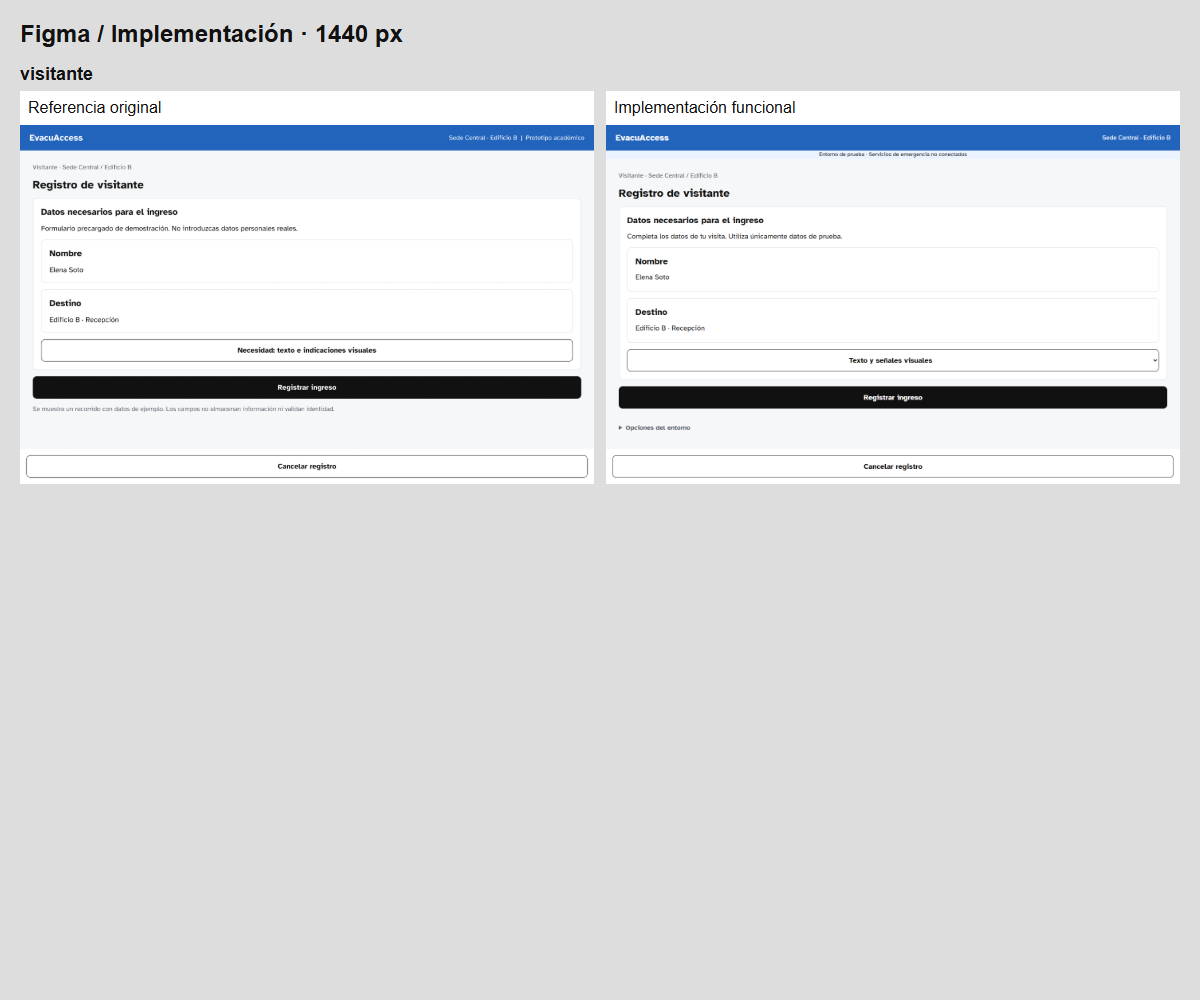 Figma / Implementación · 1440 px
visitante
Referencia original
EvacuAccess
Sede Central · Edificio B | Prototipo académico
Visitante · Sede Central / Edificio B
Registro de visitante
Datos necesarios para el ingreso
Formulario precargado de demostración. No introduzcas datos personales reales.
Nombre
Elena Soto
Destino
Edificio B · Recepción
Necesidad: texto e indicaciones visuales
Registrar ingreso
Se muestra un recorrido con datos de ejemplo. Los campos no almacenan información ni validan identidad.
Cancelar registro
Implementación funcional
EvacuAccess
Sede Central · Edificio B
Entorno de prueba · Servicios de emergencia no conectados
Visitante · Sede Central / Edificio B
Registro de visitante
Datos necesarios para el ingreso
Completa los datos de tu visita. Utiliza únicamente datos de prueba.
Nombre
Elena Soto
Destino
Edificio B · Recepción
Texto y señales visuales
Registrar ingreso
Opciones del entorno
Cancelar registro